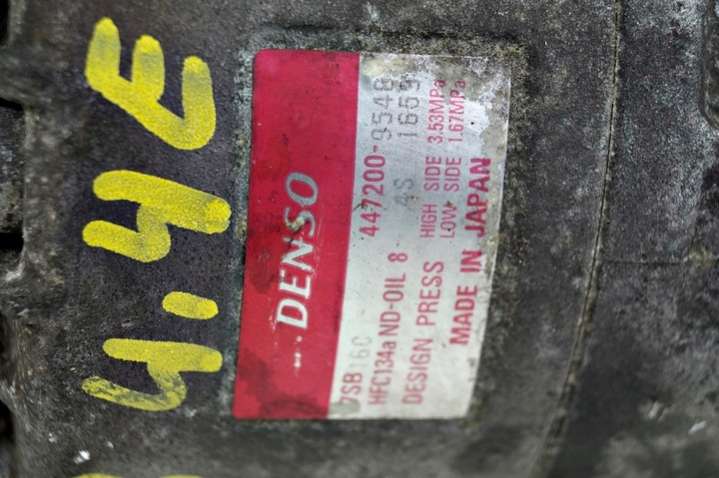 4.4E
DENSO
7SB16C 447200-9548
HFC134a ND-OIL 8 4S 1659
DESIGN PRESS HIGH SIDE 3.53MPa
LOW SIDE 1.67MPa
MADE IN JAPAN